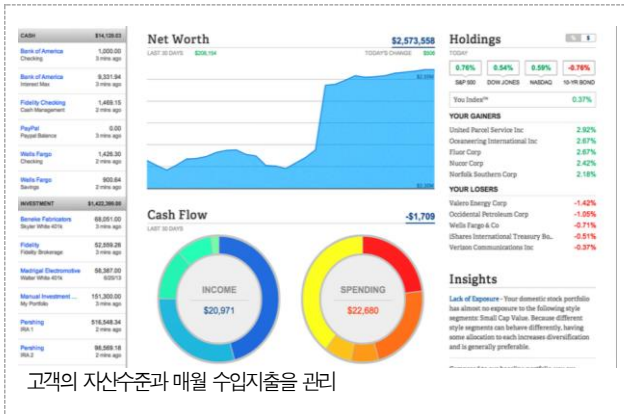 CASH $14,128.63
Bank of America 1,000.00
Checking 3 mins ago
Bank of America 9,331.94
Interest Max 3 mins ago
Fidelity Checking 1,469.15
Cash Management 2 mins ago
PayPal 0.00
Paypal Balance 3 mins ago
Wells Fargo 1,426.30
Checking 2 mins ago
Wells Fargo 900.64
Savings 2 mins ago
INVESTMENT
Beneke Fabricators 68,051.00
Skyler White 401k 3 mins ago
Fidelity 52,559.28
Fidelity Brokerage 3 mins ago
Madrigal Electromotive 58,387.00
Walter White 401k 6/20/13
Manual Investment ... 151,300.00
My Portfolio 3 mins ago
Pershing 516,548.34
IRA 1 2 mins ago
Pershing 86,569.18
IRA 2 2 mins ago
Net Worth $2,573,558
LAST 30 DAYS TODAY'S CHANGE
Cash Flow -$1,709
LAST 30 DAYS
INCOME
$20,971
SPENDING
$22,680
Holdings % $
TODAY
0.76% 0.54% 0.59% -0.76%
S&P 500 DOW JONES NASDAQ 10-YR BOND
You Index™ 0.37%
YOUR GAINERS
United Parcel Service Inc 2.92%
Oceaneering International Inc 2.67%
Fluor Corp 2.67%
Nucor Corp 2.42%
Norfolk Southern Corp 2.18%
YOUR LOSERS
Valero Energy Corp -1.42%
Occidental Petroleum Corp -1.05%
Wells Fargo & Co -0.71%
iShares International Treasury Bo.. -0.51%
Verizon Communications Inc -0.37%
Insights
Lack of Exposure - Your domestic stock portfolio
has almost no exposure to the following style
segments: Small Cap Value. Because different
style segments can behave differently, having
some allocation to each increases diversification
and is generally preferable.
고객의 자산수준과 매월 수입지출을 관리